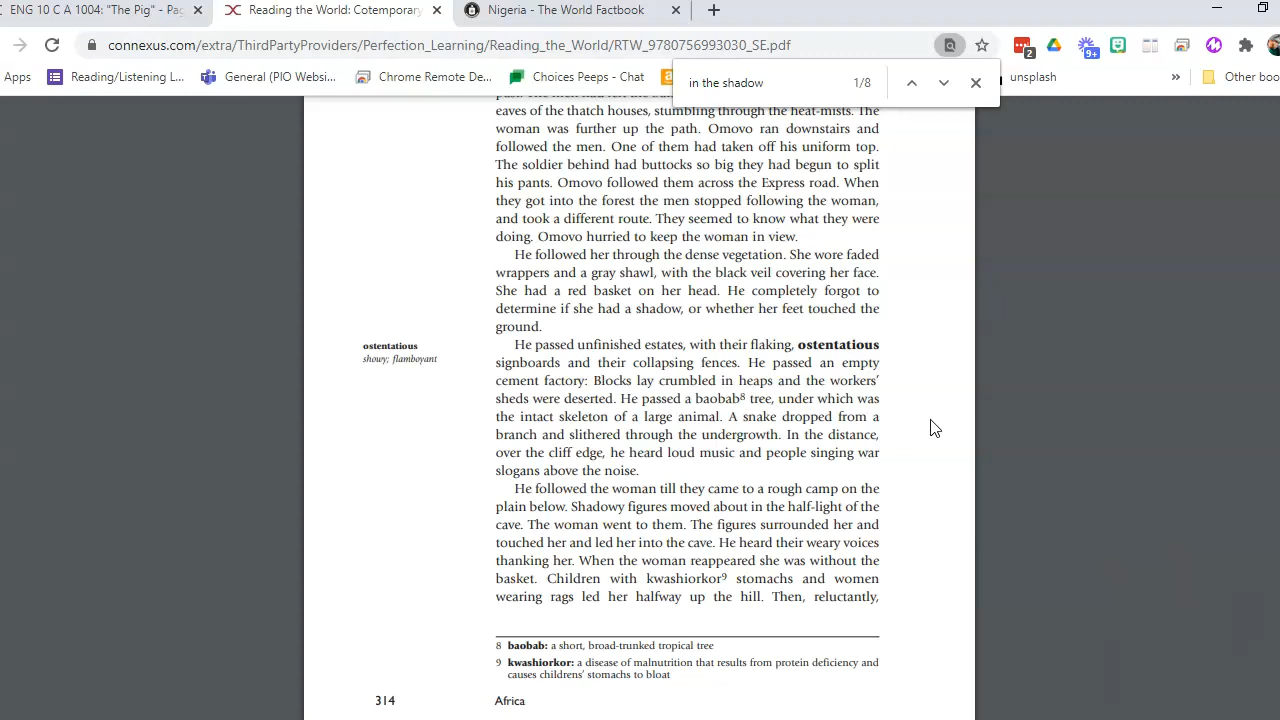 ENG 10 C A 1004: "The Pig" - Pa
Reading the World: Cotemporary
Nigeria - The World Factbook
connexus.com/extra/ThirdPartyProvider/Perfection_Learning/Reading_the_World/RTW_9780756993030_SE.pdf
2
9+
Apps
Reading/Listening L...
General (PIO Websi...
Chrome Remote De...
Choices Peeps - Chat
unsplash
»
Other boo
in the shadow 1/8
eaves of the thatch houses, stumbling through the heat-mists. The
woman was further up the path. Omovo ran downstairs and
followed the men. One of them had taken off his uniform top.
The soldier behind had buttocks so big they had begun to split
his pants. Omovo followed them across the Express road. When
they got into the forest the men stopped following the woman,
and took a different route. They seemed to know what they were
doing. Omovo hurried to keep the woman in view.
He followed her through the dense vegetation. She wore faded
wrappers and a gray shawl, with the black veil covering her face.
She had a red basket on her head. He completely forgot to
determine if she had a shadow, or whether her feet touched the
ground.
ostentatious
showy; flamboyant
He passed unfinished estates, with their flaking, ostentatious
signboards and their collapsing fences. He passed an empty
cement factory: Blocks lay crumbled in heaps and the workers'
sheds were deserted. He passed a baobab8 tree, under which was
the intact skeleton of a large animal. A snake dropped from a
branch and slithered through the undergrowth. In the distance,
over the cliff edge, he heard loud music and people singing war
slogans above the noise.
He followed the woman till they came to a rough camp on the
plain below. Shadowy figures moved about in the half-light of the
cave. The woman went to them. The figures surrounded her and
touched her and led her into the cave. He heard their weary voices
thanking her. When the woman reappeared she was without the
basket. Children with kwashiorkor9 stomachs and women
wearing rags led her halfway up the hill. Then, reluctantly,
8 baobab: a short, broad-trunked tropical tree
9 kwashiorkor: a disease of malnutrition that results from protein deficiency and
causes childrens' stomachs to bloat
314 Africa